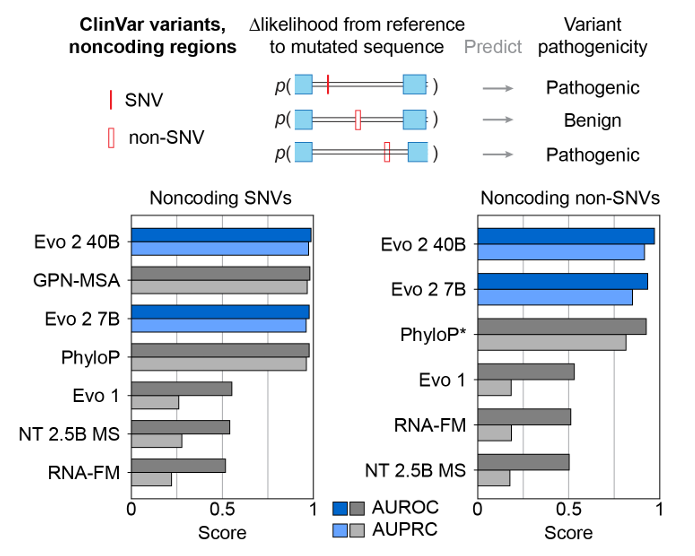 ClinVar variants,
noncoding regions
SNV
non-SNV
Δlikelihood from reference
to mutated sequence
Predict
Variant
pathogenicity
p( ) Pathogenic
p( ) Benign
p( ) Pathogenic
Noncoding SNVs
Evo 2 40B
GPN-MSA
Evo 2 7B
PhyloP
Evo 1
NT 2.5B MS
RNA-FM
0 0.5 1
Score
Noncoding non-SNVs
Evo 2 40B
Evo 2 7B
PhyloP*
Evo 1
RNA-FM
NT 2.5B MS
0 0.5 1
Score
AUROC
AUPRC